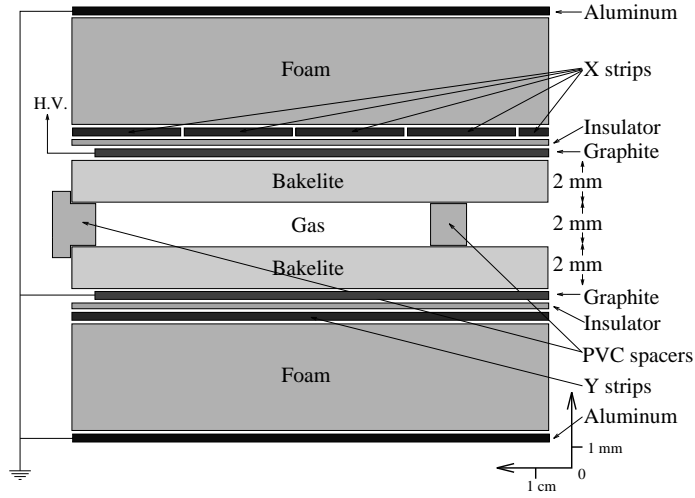 Aluminum
Foam
X strips
H.V.
Insulator
Graphite
Bakelite
2 mm
Gas
2 mm
Bakelite
2 mm
Graphite
Insulator
PVC spacers
Foam
Y strips
Aluminum
1 mm
0
1 cm